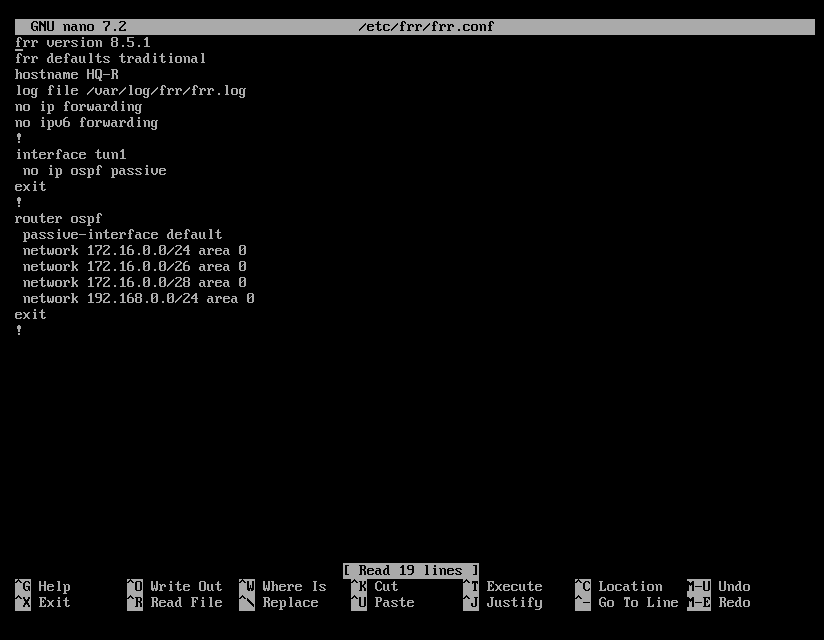 GNU nano 7.2 /etc/frr/frr.conf
frr version 8.5.1
frr defaults traditional
hostname HQ-R
log file /var/log/frr/frr.log
no ip forwarding
no ipv6 forwarding
!
interface tun1
 no ip ospf passive
exit
!
router ospf
 passive-interface default
 network 172.16.0.0/24 area 0
 network 172.16.0.0/26 area 0
 network 172.16.0.0/28 area 0
 network 192.168.0.0/24 area 0
exit
!
[ Read 19 lines ]
^G Help ^O Write Out ^W Where Is ^K Cut ^T Execute ^C Location M-U Undo
^X Exit ^R Read File ^\ Replace ^U Paste ^J Justify ^- Go To Line M-E Redo